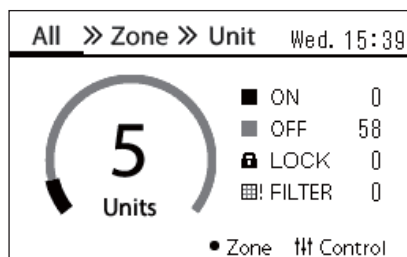 All » Zone » Unit Wed. 15:39
5
Units
ON 0
OFF 58
LOCK 0
! FILTER 0
Zone Control